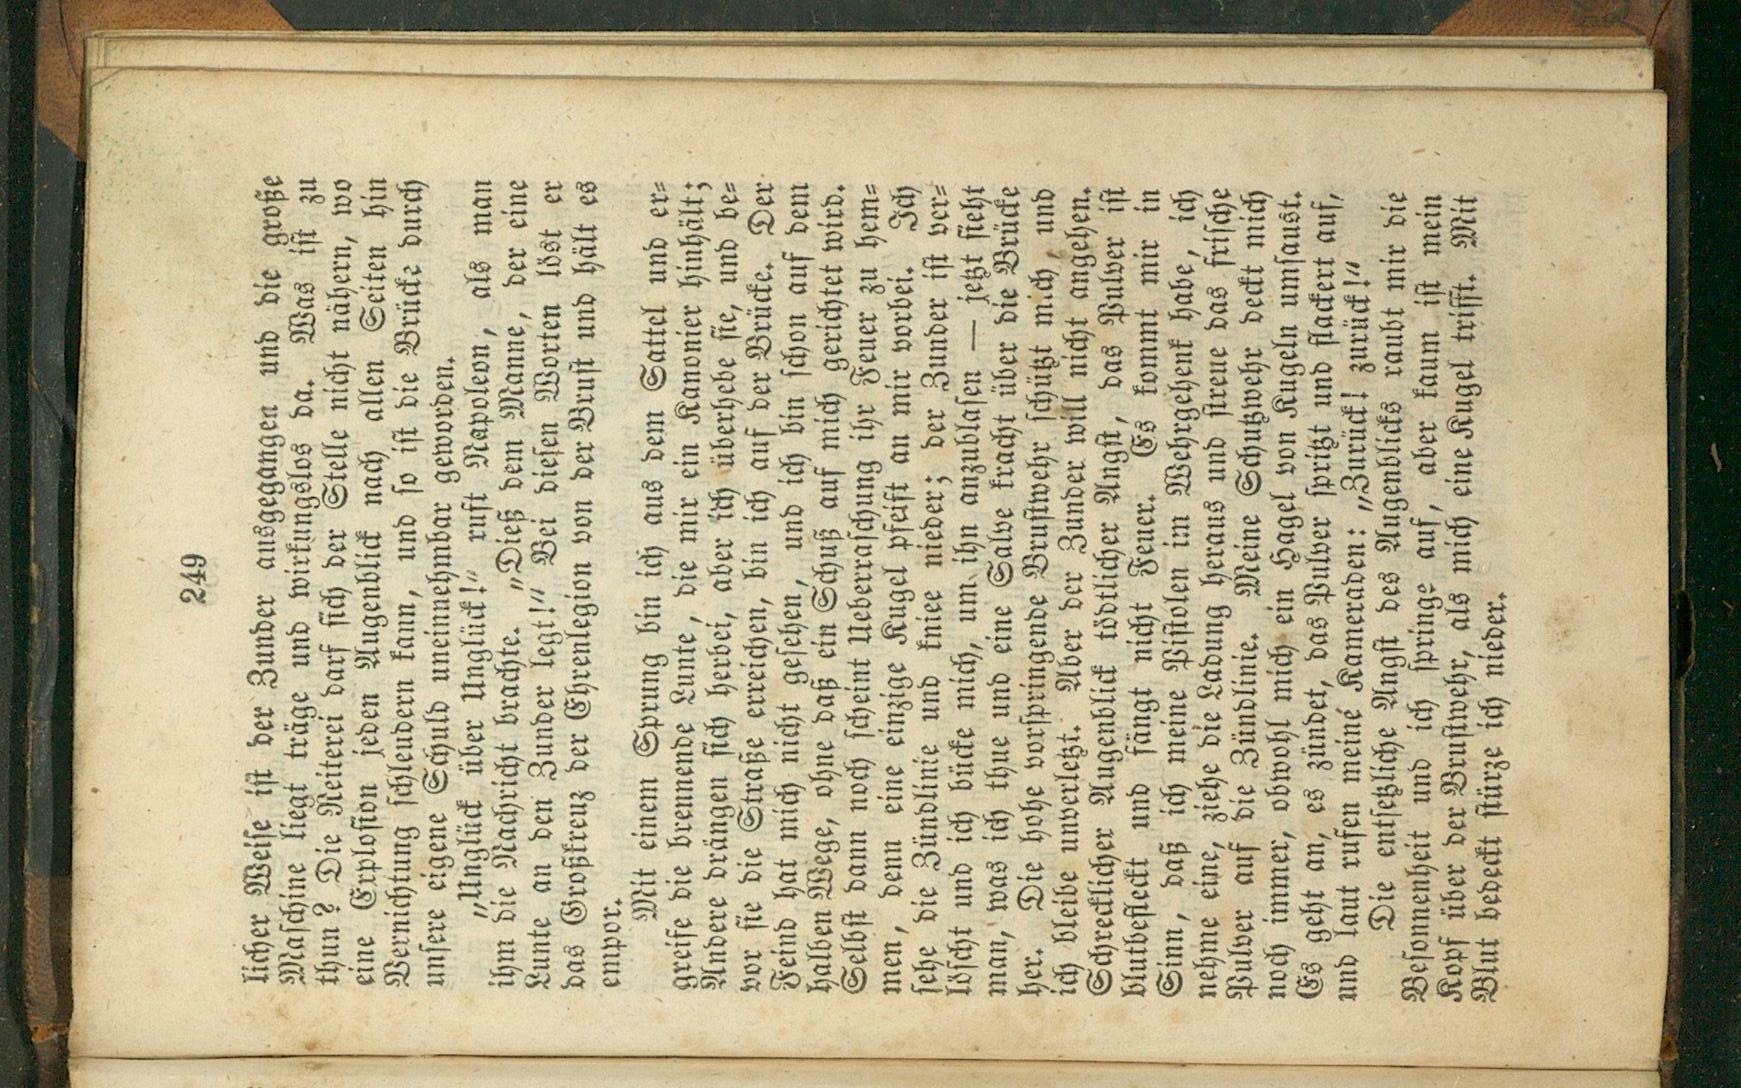 249
licher Weiſe iſt der Zunder ausgegangen und die große
Maſchine liegt träge und wirkungslos da. Was iſt zu
thun? Die Reiterei darf ſich der Stelle nicht nähern, wo
eine Exploſion jeden Augenblick nach allen Seiten hin
Vernichtung ſchleudern kann, und ſo iſt die Brücke durch
unſere eigene Schuld uneinnehmbar geworden.
„Unglück über Unglück!“ ruft Napoleon, als man
ihm die Nachricht brachte. „Dieß dem Manne, der eine
Lunte an den Zunder legt!“ Bei dieſen Worten löst er
das Großkreuz der Ehrenlegion von der Bruſt und hält es
empor.
Mit einem Sprung bin ich aus dem Sattel und er⸗
greife die brennende Lunte, die mir ein Kanonier hinhält;
Andere drängen ſich herbei, aber ich überhebe ſie, und be⸗
vor ſie die Straße erreichen, bin ich auf der Brücke. Der
Feind hat mich nicht geſehen, und ich bin ſchon auf dem
halben Wege, ohne daß ein Schuß auf mich gerichtet wird.
Selbſt dann noch ſcheint Ueberraſchung ihr Feuer zu hem⸗
men, denn eine einzige Kugel pfeift an mir vorbei. Ich
ſehe die Zündlinie und kniee nieder; der Zunder iſt ver⸗
löſcht und ich bücke mich, um ihn anzublaſen — jetzt ſieht
man, was ich thue und eine Salve kracht über die Brücke
her. Die hohe vorſpringende Bruſtwehr ſchützt mich, und
ich bleibe unverletzt. Aber der Zunder will nicht angehen.
Schrecklicher Augenblick tödtlicher Angſt, das Pulver iſt
blutbefleckt und fängt nicht Feuer. Es kommt mir in
Sinn, daß ich meine Piſtolen im Wehrgehenk habe, ich
nehme eine, ziehe die Ladung heraus und ſtreue das friſche
Pulver auf die Zündlinie. Meine Schutzwehr deckt mich
noch immer, obwohl mich ein Hagel von Kugeln umſaust.
Es geht an, es zündet, das Pulver ſpritzt und flackert auf,
und laut rufen meine Kameraden: „Zurück! zurück!“
Die entſetzliche Angſt des Augenblicks raubt mir die
Beſonnenheit und ich ſpringe auf, aber kaum iſt mein
Kopf über der Bruſtwehr, als mich eine Kugel trifft. Mit
Blut bedeckt ſtürze ich nieder.